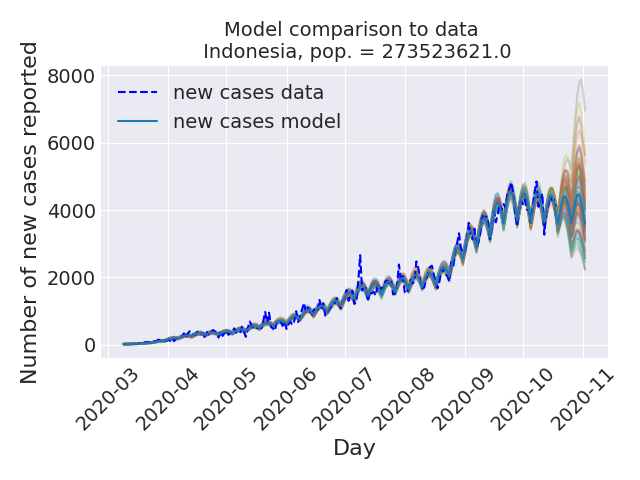 Model comparison to data
Indonesia, pop. = 273523621.0
Number of new cases reported
8000
6000
4000
2000
0
new cases data
new cases model
2020-03
2020-04
2020-05
2020-06
2020-07
2020-08
2020-09
2020-10
2020-11
Day